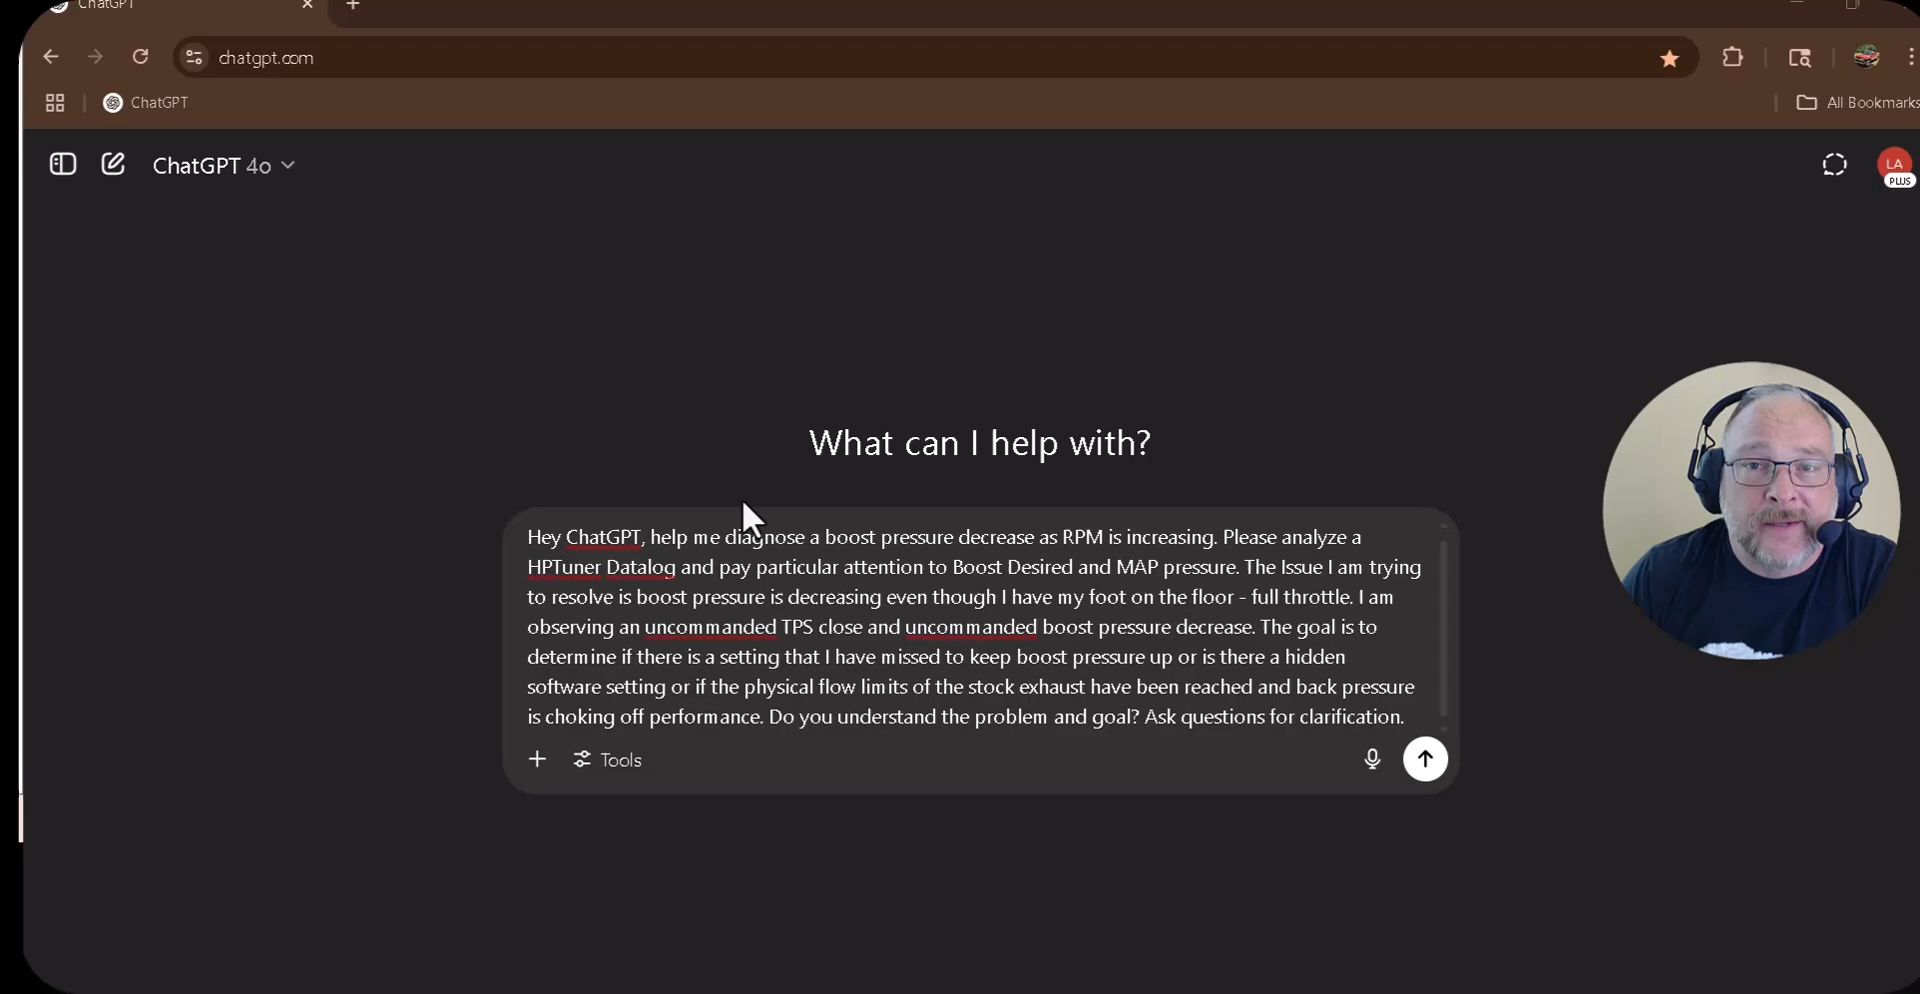 ChatGPT
chatgpt.com
ChatGPT
All Bookmarks
ChatGPT 4o
LA
PLUS
What can I help with?
Hey ChatGPT, help me diagnose a boost pressure decrease as RPM is increasing. Please analyze a
HPTuner Datalog and pay particular attention to Boost Desired and MAP pressure. The Issue I am trying
to resolve is boost pressure is decreasing even though I have my foot on the floor - full throttle. I am
observing an uncommanded TPS close and uncommanded boost pressure decrease. The goal is to
determine if there is a setting that I have missed to keep boost pressure up or is there a hidden
software setting or if the physical flow limits of the stock exhaust have been reached and back pressure
is choking off performance. Do you understand the problem and goal? Ask questions for clarification.
Tools